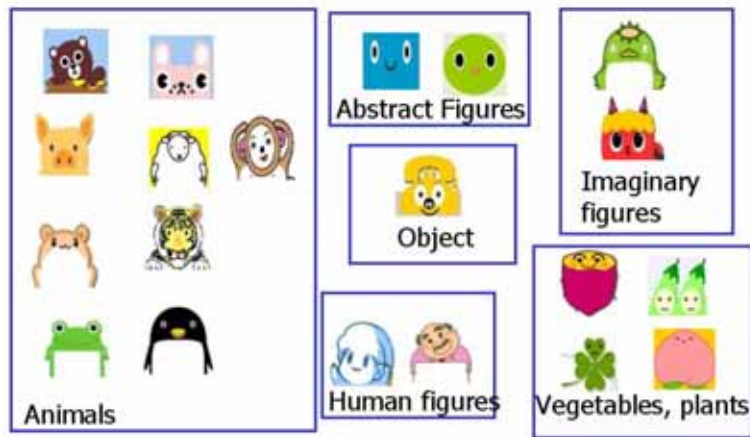 Abstract Figures
Imaginary
figures
Object
Animals
Human figures
Vegetables, plants